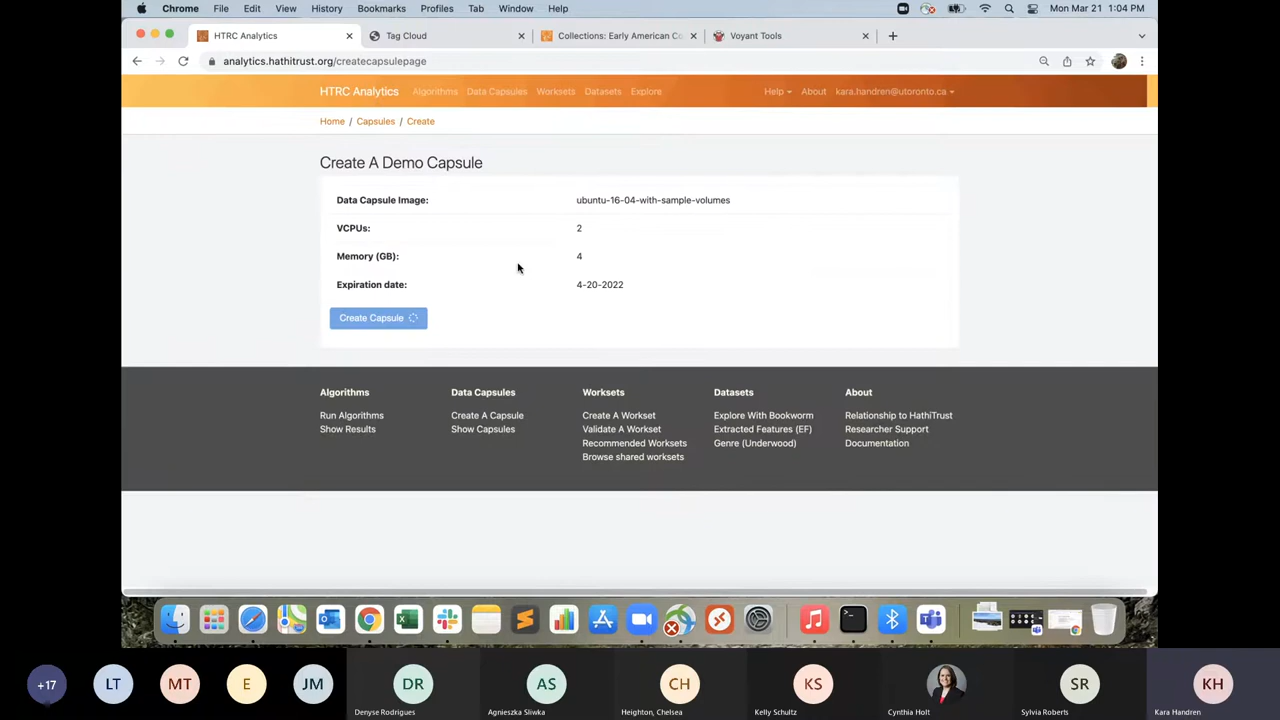 Chrome File Edit View History Bookmarks Profiles Tab Window Help Mon Mar 21 1:04 PM
HTRC Analytics Tag Cloud Collections: Early American Co Voyant Tools
analytics.hathitrust.org/createcapsulepage
HTRC Analytics Algorithms Data Capsules Worksets Datasets Explore Help About kara.handren@utoronto.ca
Home / Capsules / Create
Create A Demo Capsule
Data Capsule Image: ubuntu-16-04-with-sample-volumes
VCPUs: 2
Memory (GB): 4
Expiration date: 4-20-2022
Create Capsule
Algorithms Data Capsules Worksets Datasets About
Run Algorithms Create A Capsule Create A Workset Explore With Bookworm Relationship to HathiTrust
Show Results Show Capsules Validate A Workset Extracted Features (EF) Researcher Support
Recommended Worksets Genre (Underwood) Documentation
Browse shared worksets
+17 LT MT E JM DR AS CH KS SR KH
Denyse Rodrigues Agnieszka Sliwka Heighton, Chelsea Kelly Schultz Cynthia Holt Sylvia Roberts Kara Handren